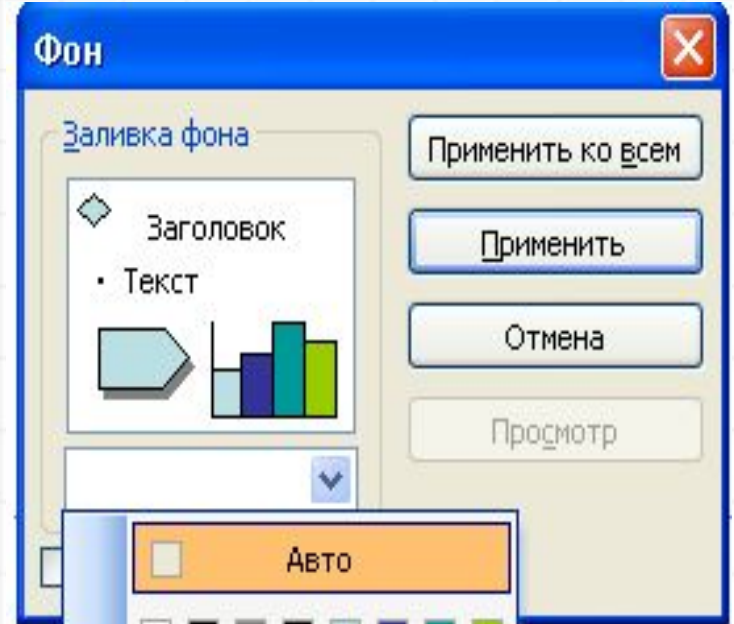 Фон
Заливка фона
Заголовок
• Текст
Применить ко всем
Применить
Отмена
Просмотр
Авто